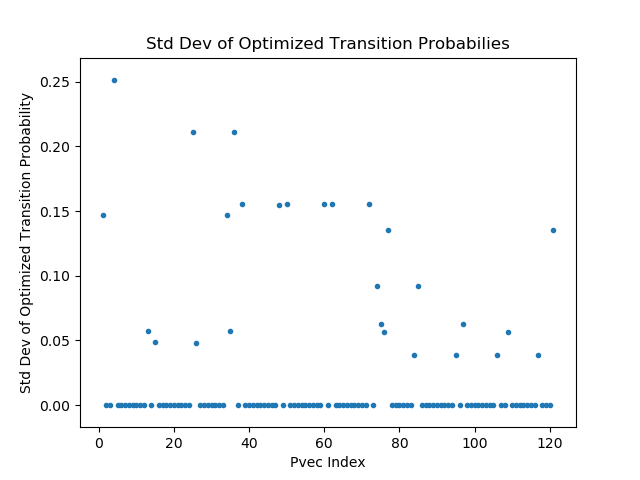 Std Dev of Optimized Transition Probabilies
0.25
0.20
0.15
0.10
0.05
0.00
Std Dev of Optimized Transition Probability
0 20 40 60 80 100 120
Pvec Index